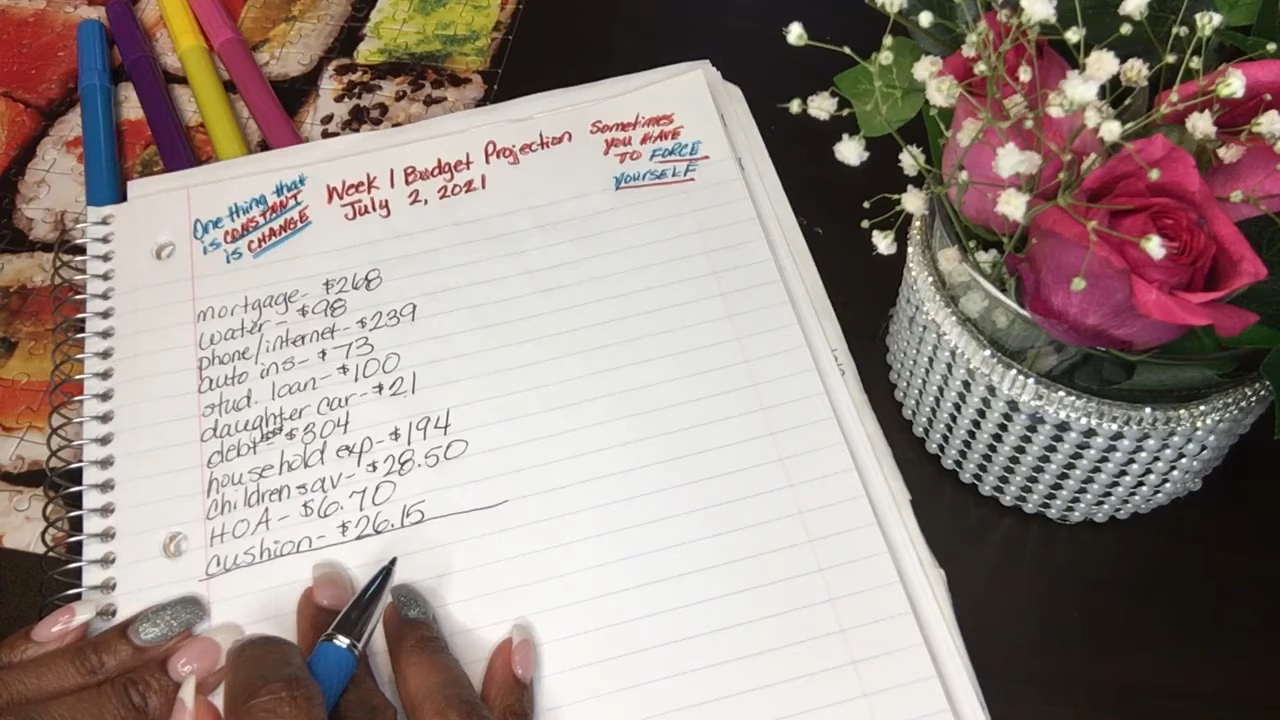 One thing that
is CONSTANT
is CHANGE
Week 1 Budget Projection
July 2, 2021
Sometimes
you HAVE
TO FORCE
YOURSELF
mortgage- $268
water - $98
phone/internet- $239
auto ins- $73
stud. loan- $100
daughter car- $21
debt- $304
household exp- $194
children sav- $28.50
HOA- $6.70
cushion- $26.15